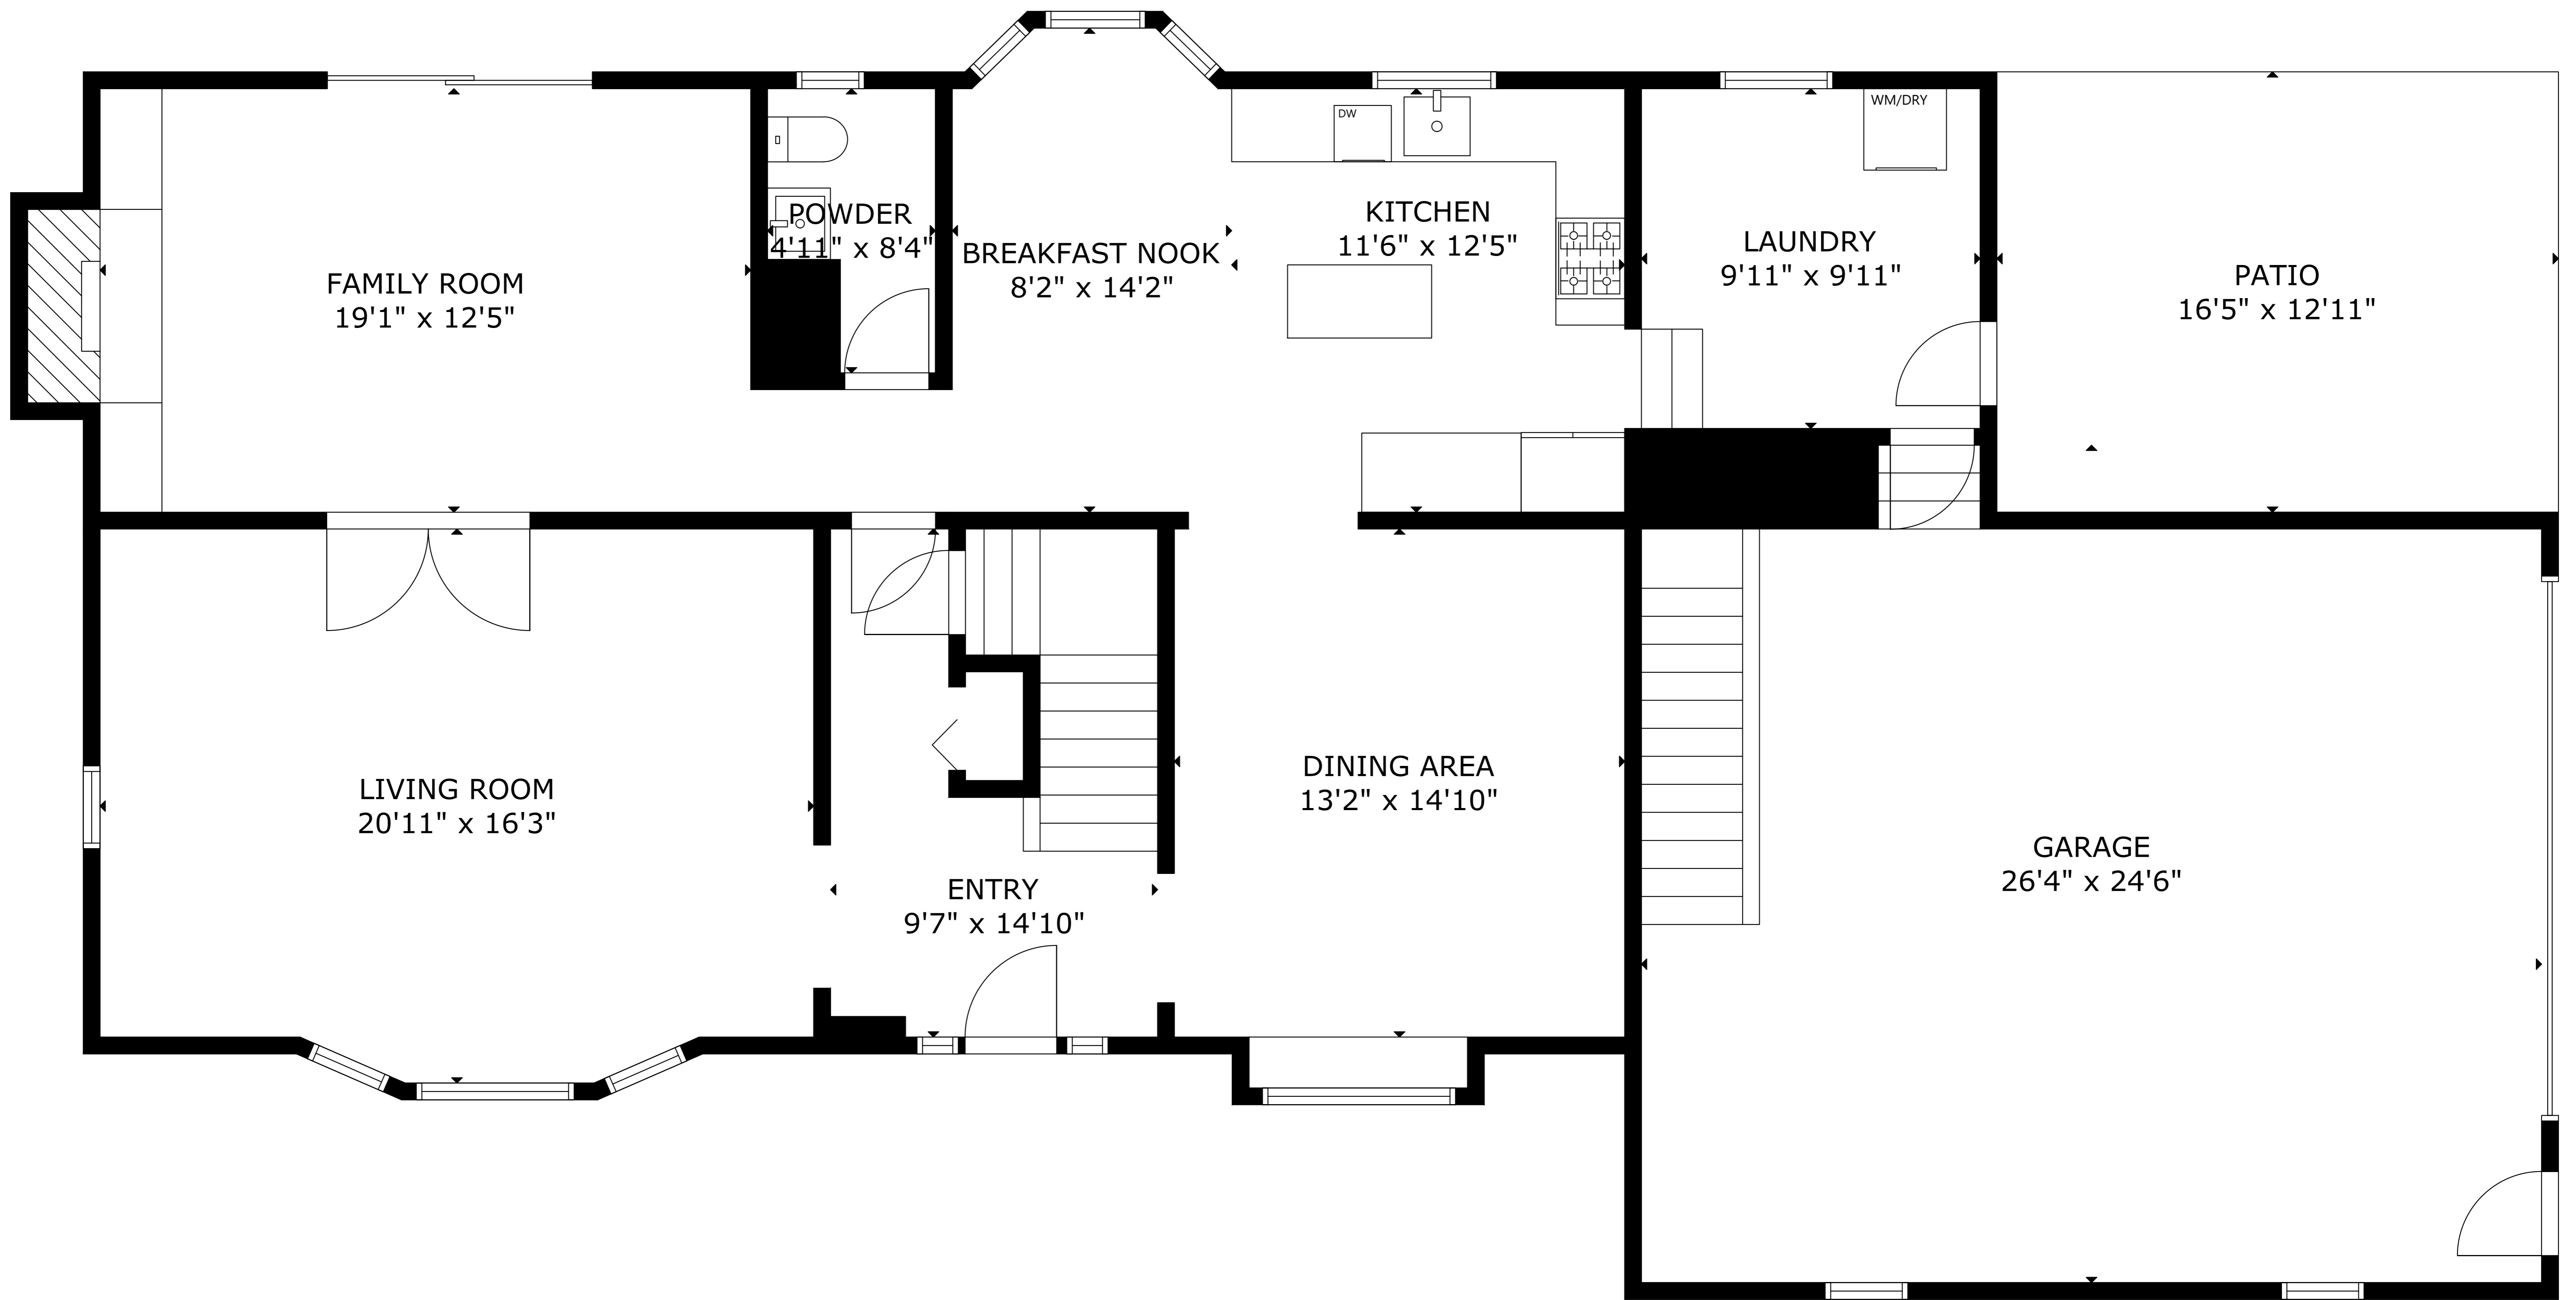 WM/DRY
DW
POWDER
4'11" x 8'4"
KITCHEN
11'6" x 12'5"
BREAKFAST NOOK
8'2" x 14'2"
LAUNDRY
9'11" x 9'11"
FAMILY ROOM
19'1" x 12'5"
PATIO
16'5" x 12'11"
LIVING ROOM
20'11" x 16'3"
DINING AREA
13'2" x 14'10"
GARAGE
26'4" x 24'6"
ENTRY
9'7" x 14'10"